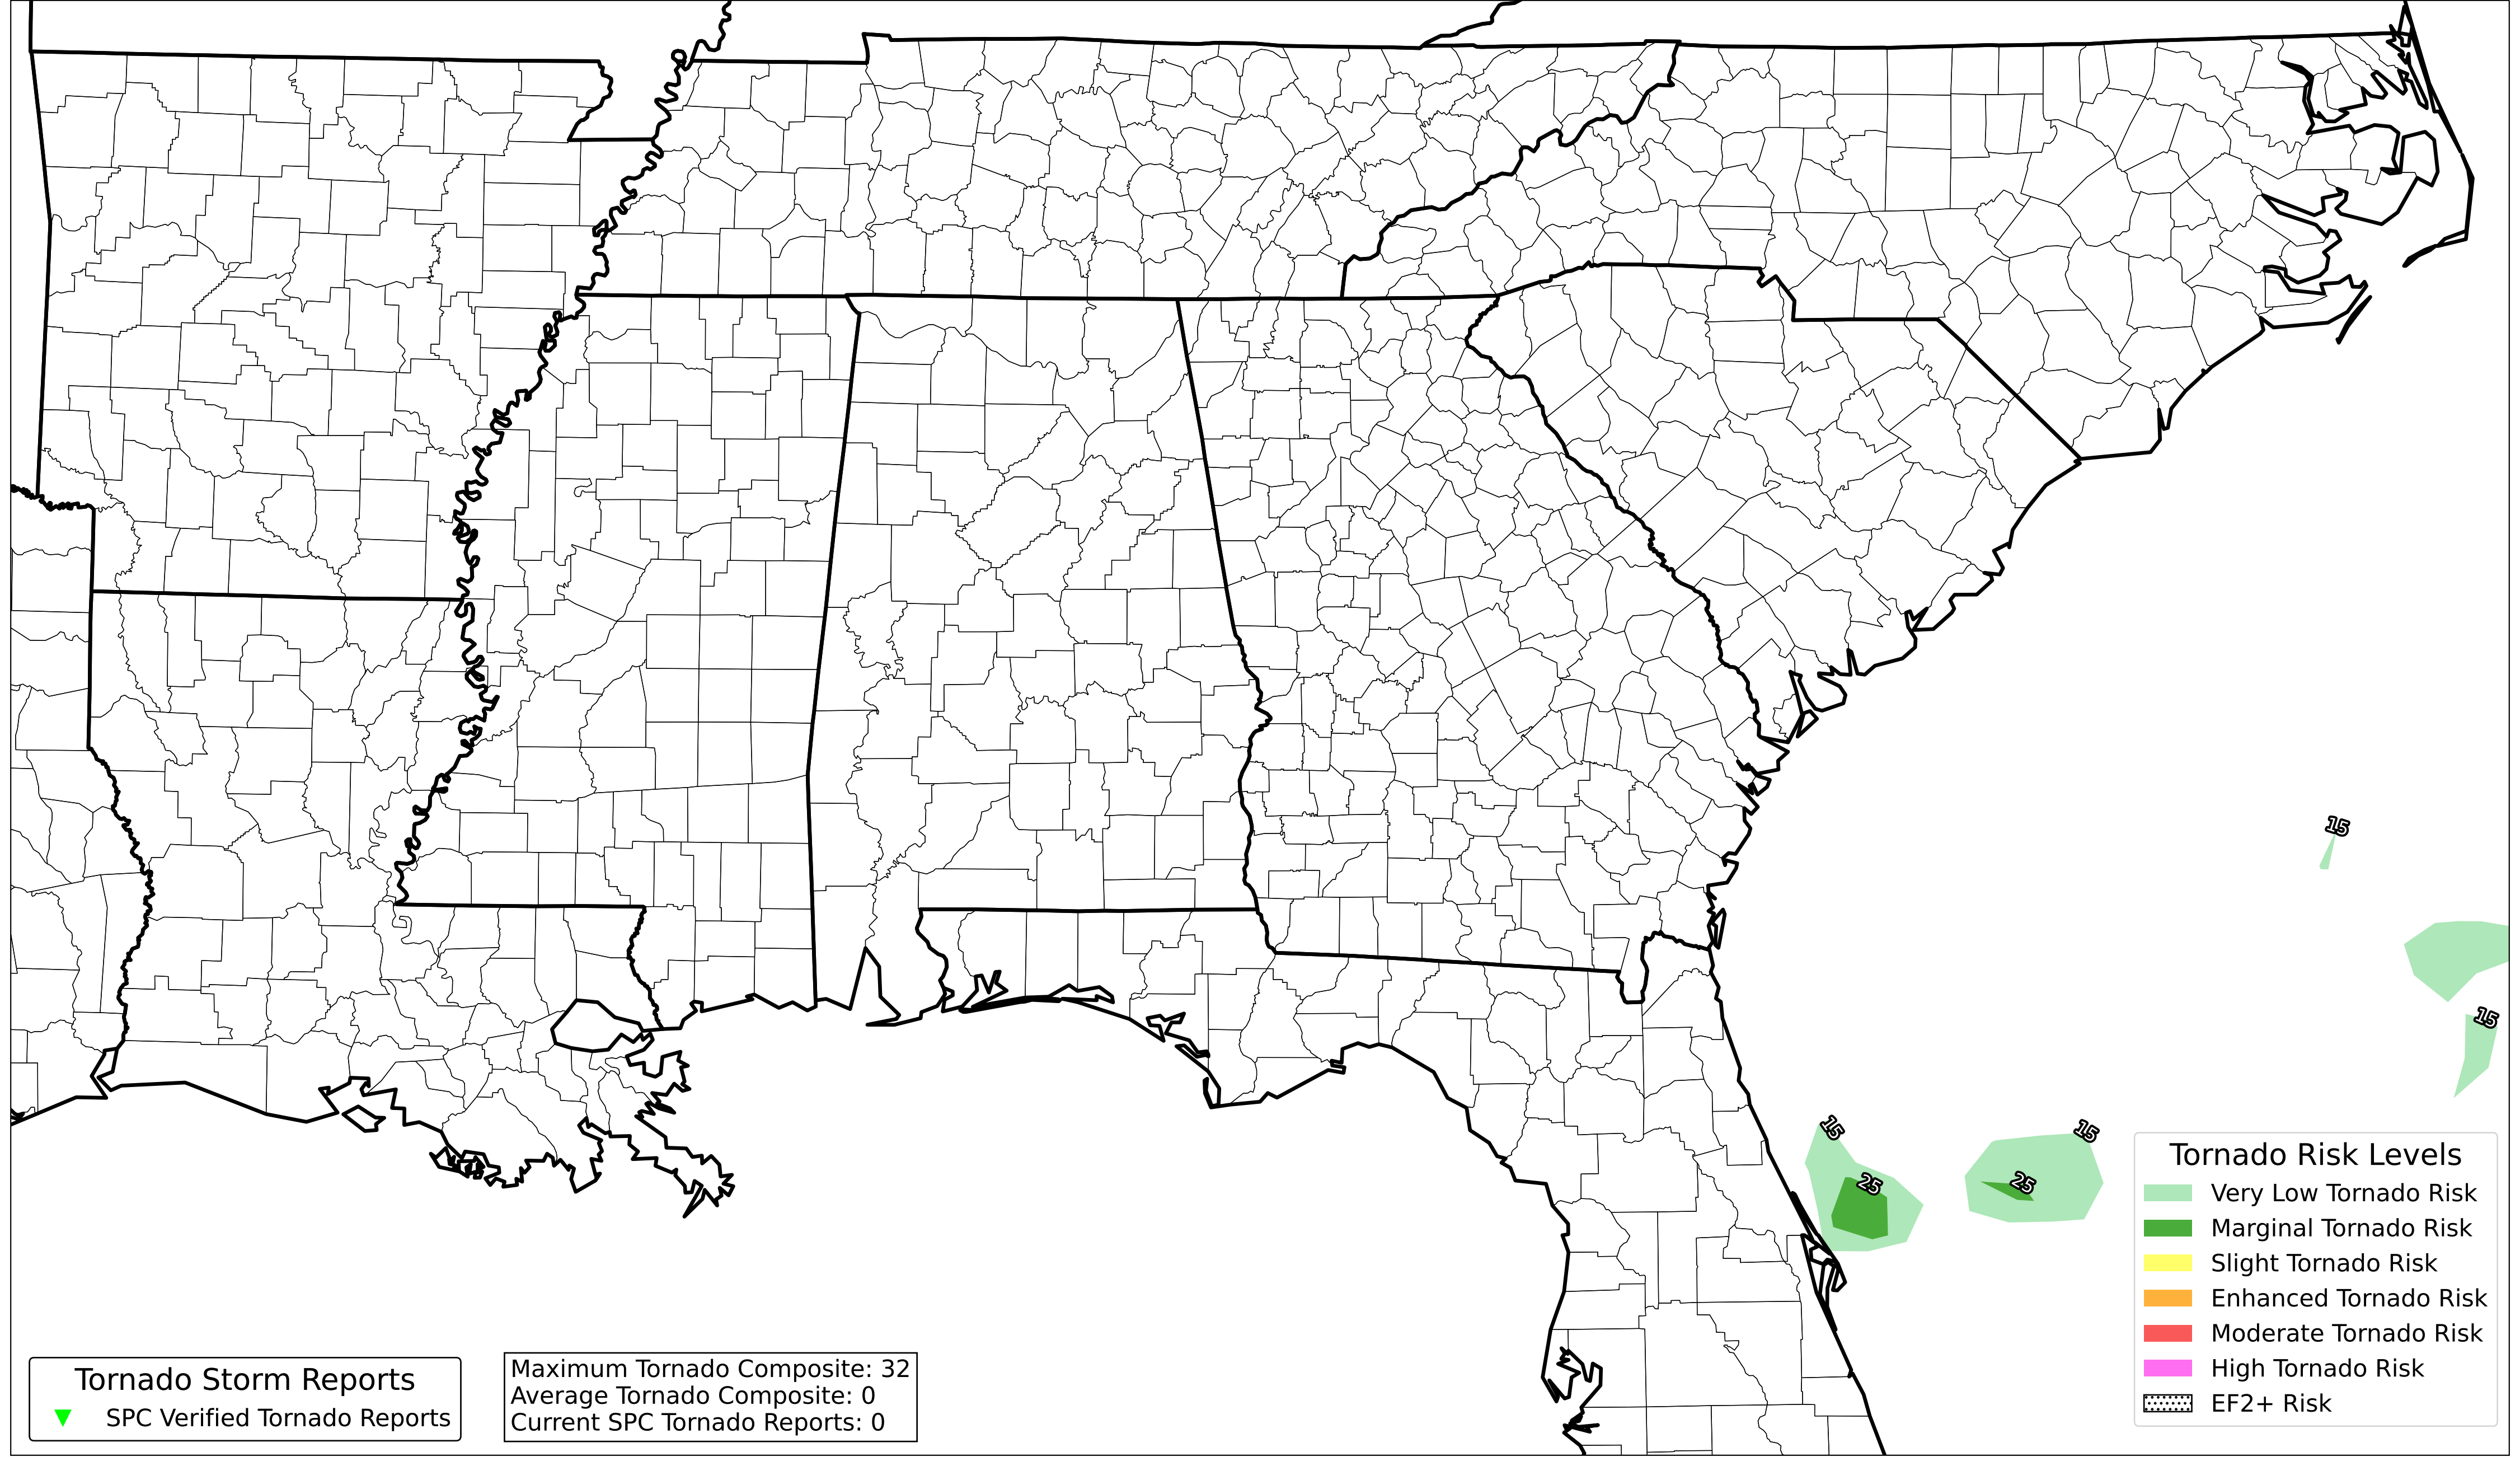 15
15
15
15
25
25
Tornado Risk Levels
Very Low Tornado Risk
Marginal Tornado Risk
Slight Tornado Risk
Enhanced Tornado Risk
Moderate Tornado Risk
High Tornado Risk
EF2+ Risk
Tornado Storm Reports
SPC Verified Tornado Reports
Maximum Tornado Composite: 32
Average Tornado Composite: 0
Current SPC Tornado Reports: 0